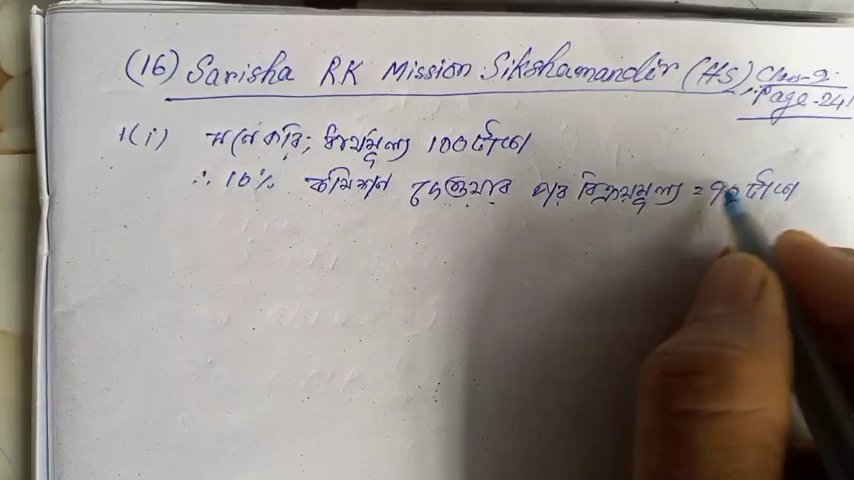 (16) Sarisha RK Mission Sikshamandir (HS), Class-9
Page-241
1(i) মনে করি, ধার্যমূল্য 100 টাকা
∴ 10% কমিশন দেওয়ার পর বিক্রয়মূল্য = 90 টাকা